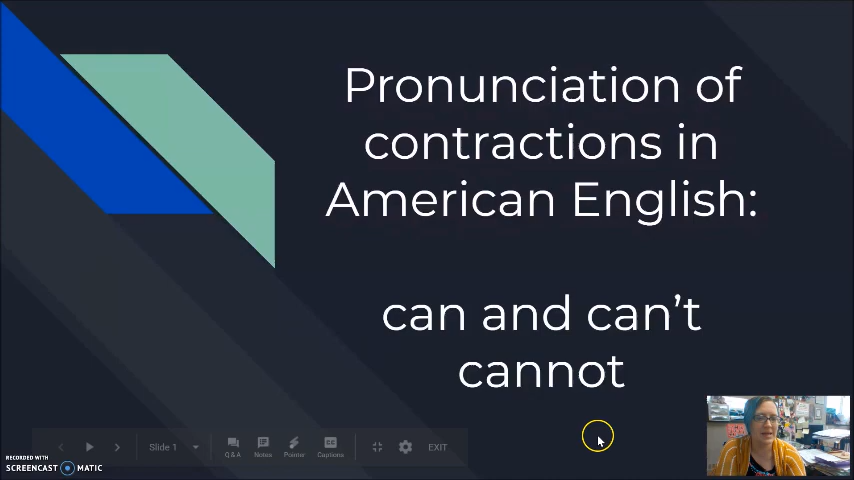 Pronunciation of
contractions in
American English:
can and can't
cannot
Slide 1
Q & A
Notes
Pointer
Captions
EXIT
RECORDED WITH
SCREENCAST MATIC